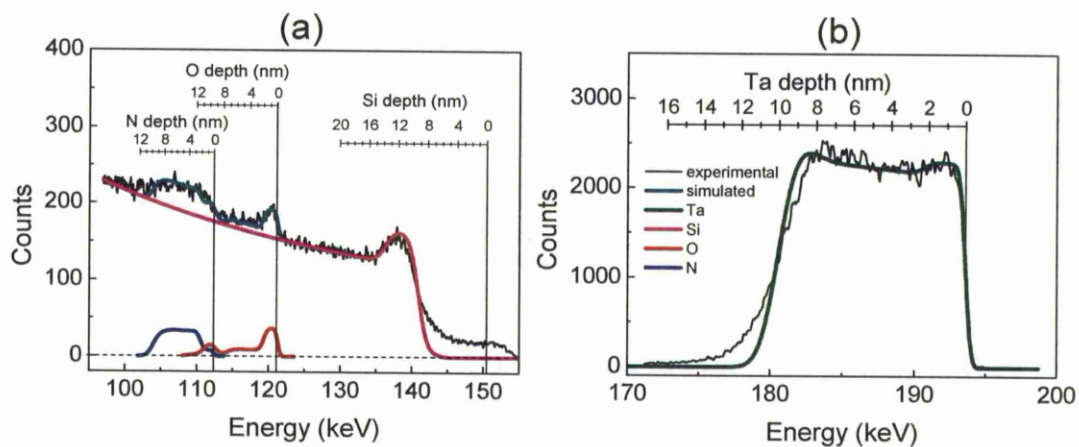 (a)
400
300
200
100
0
Counts
O depth (nm)
12 8 4 0
N depth (nm)
12 8 4 0
Si depth (nm)
20 16 12 8 4 0
100 110 120 130 140 150
Energy (keV)
(b)
3000
2000
1000
0
Counts
Ta depth (nm)
16 14 12 10 8 6 4 2 0
experimental
simulated
Ta
Si
O
N
170 180 190 200
Energy (keV)